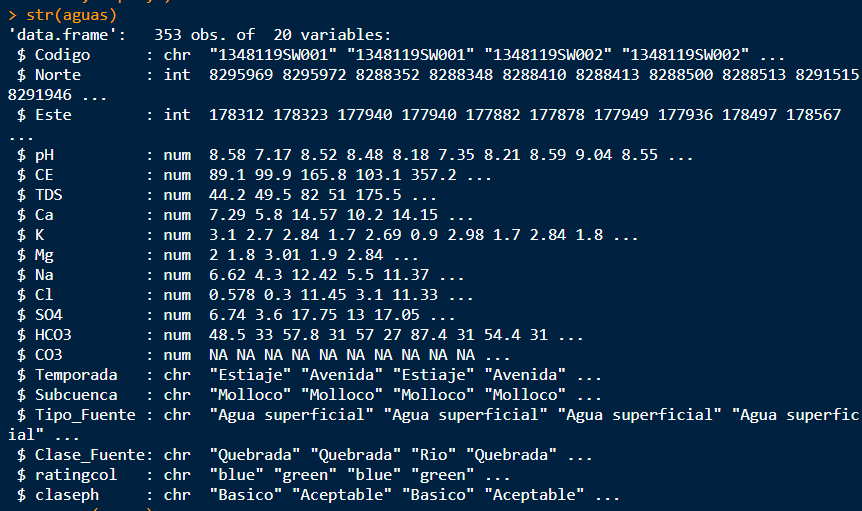 > str(aguas)
'data.frame':   353 obs. of  20 variables:
 $ Codigo      : chr  "1348119SW001" "1348119SW001" "1348119SW002" "1348119SW002" ...
 $ Norte       : int  8295969 8295972 8288352 8288348 8288410 8288413 8288500 8288513 8291515
8291946 ...
 $ Este        : int  178312 178323 177940 177940 177882 177878 177949 177936 178497 178567
...
 $ pH          : num  8.58 7.17 8.52 8.48 8.18 7.35 8.21 8.59 9.04 8.55 ...
 $ CE          : num  89.1 99.9 165.8 103.1 357.2 ...
 $ TDS         : num  44.2 49.5 82 51 175.5 ...
 $ Ca          : num  7.29 5.8 14.57 10.2 14.15 ...
 $ K           : num  3.1 2.7 2.84 1.7 2.69 0.9 2.98 1.7 2.84 1.8 ...
 $ Mg          : num  2 1.8 3.01 1.9 2.84 ...
 $ Na          : num  6.62 4.3 12.42 5.5 11.37 ...
 $ Cl          : num  0.578 0.3 11.45 3.1 11.33 ...
 $ SO4         : num  6.74 3.6 17.75 13 17.05 ...
 $ HCO3        : num  48.5 33 57.8 31 57 27 87.4 31 54.4 31 ...
 $ CO3         : num  NA NA NA NA NA NA NA NA NA NA ...
 $ Temporada   : chr  "Estiaje" "Avenida" "Estiaje" "Avenida" ...
 $ Subcuenca   : chr  "Molloco" "Molloco" "Molloco" "Molloco" ...
 $ Tipo_Fuente : chr  "Agua superficial" "Agua superficial" "Agua superficial" "Agua superfic
ial" ...
 $ Clase_Fuente: chr  "Quebrada" "Quebrada" "Rio" "Quebrada" ...
 $ ratingcol   : chr  "blue" "green" "blue" "green" ...
 $ claseph     : chr  "Basico" "Aceptable" "Basico" "Aceptable" ...